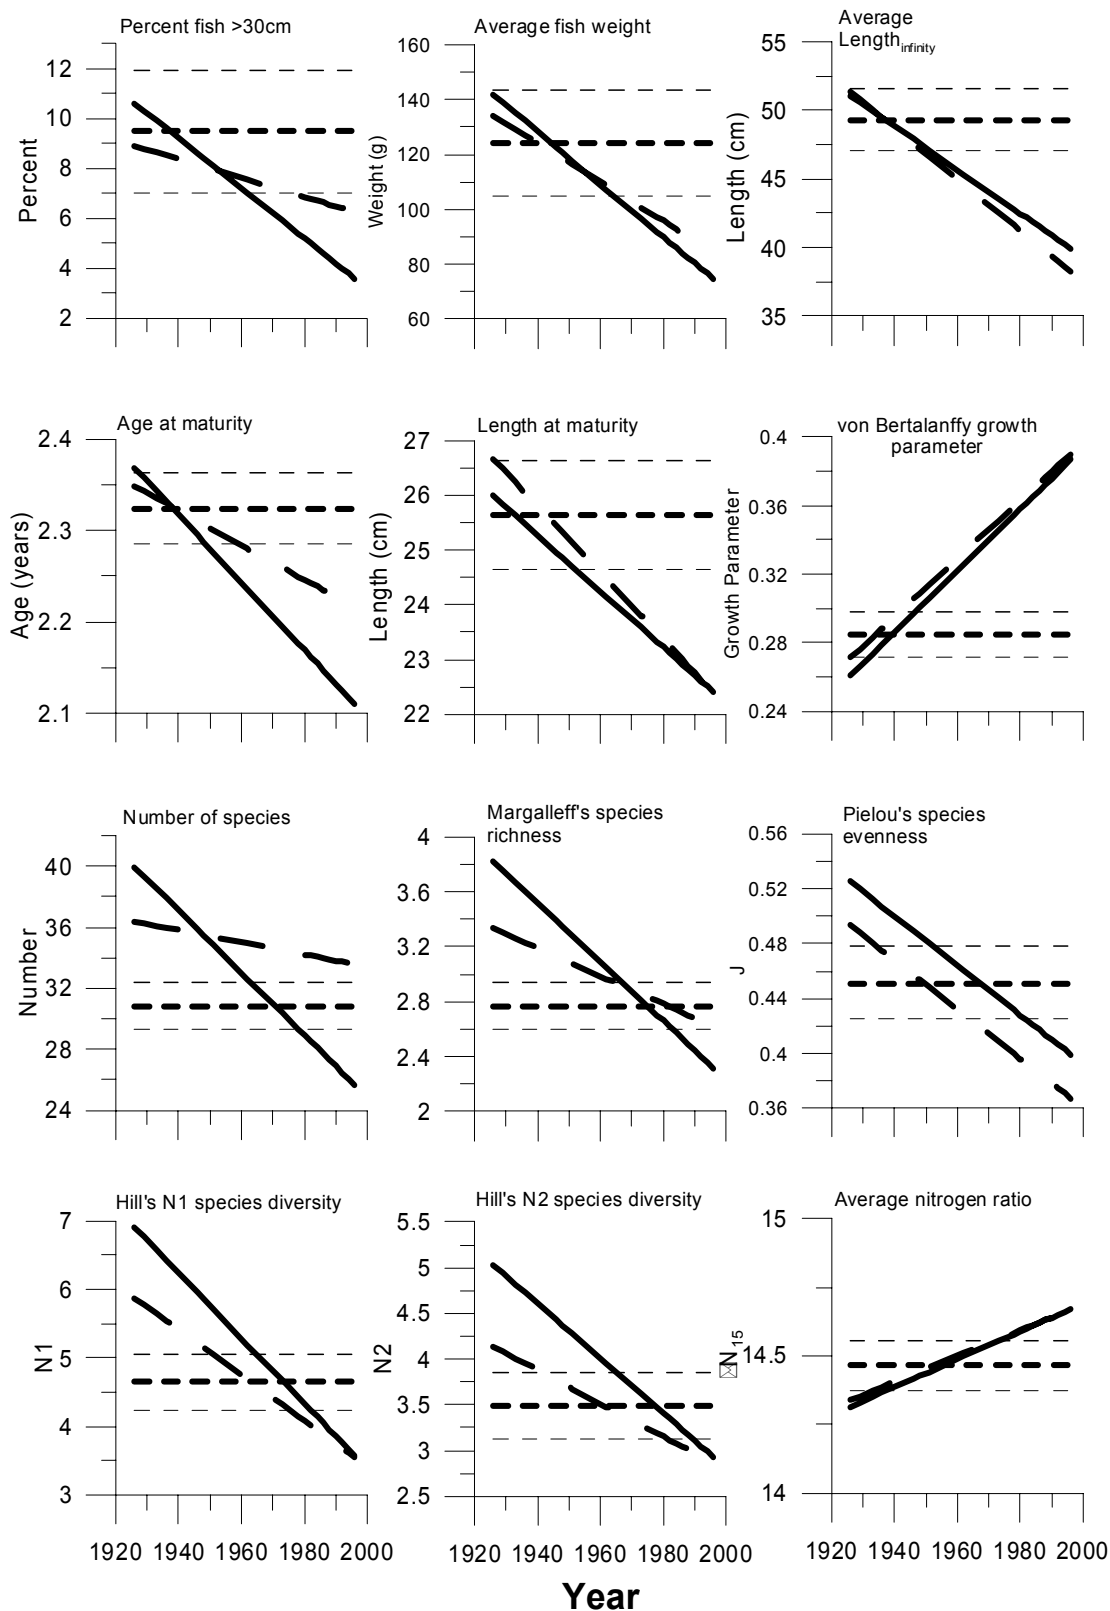 Percent fish >30cm
Average fish weight
Average
Length infinity
12
10
8
6
4
2
Percent
160
140
120
100
80
60
Weight (g)
55
50
45
40
35
Length (cm)
Age at maturity
Length at maturity
von Bertalanffy growth
parameter
2.4
2.3
2.2
2.1
Age (years)
27
26
25
24
23
22
Length (cm)
0.4
0.36
0.32
0.28
0.24
Growth Parameter
Number of species
Margalleff's species
richness
Pielou's species
evenness
40
36
32
28
24
Number
4
3.6
3.2
2.8
2.4
2
0.56
0.52
0.48
0.44
0.4
0.36
J
Hill's N1 species diversity
Hill's N2 species diversity
Average nitrogen ratio
7
6
5
4
3
N1
5.5
5
4.5
4
3.5
3
2.5
N2
15
14.5
14
N15
1920 1940 1960 1980 2000
1920 1940 1960 1980 2000
1920 1940 1960 1980 2000
Year